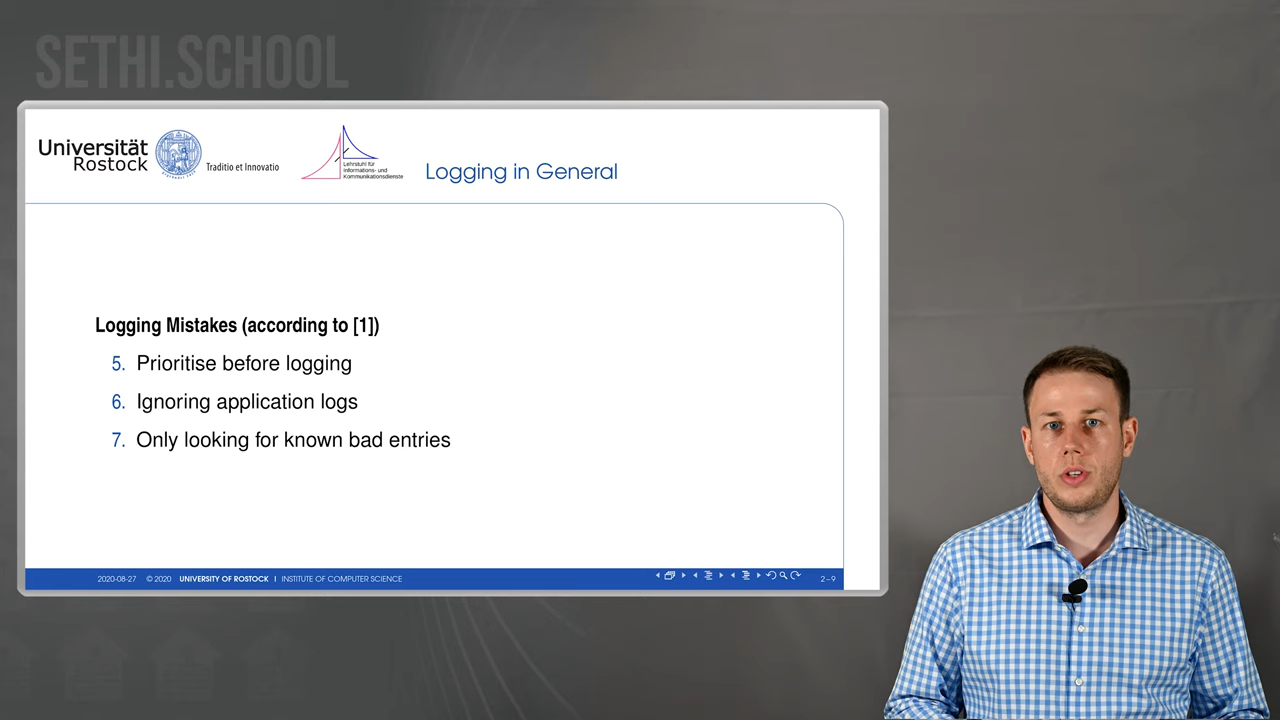 SETHI.SCHOOL
Universität
Rostock
Traditio et Innovatio
Lehrstuhl für
Informations- und
Kommunikationsdienste
Logging in General
Logging Mistakes (according to [1])
5. Prioritise before logging
6. Ignoring application logs
7. Only looking for known bad entries
2020-08-27 © 2020 UNIVERSITY OF ROSTOCK | INSTITUTE OF COMPUTER SCIENCE 2–9